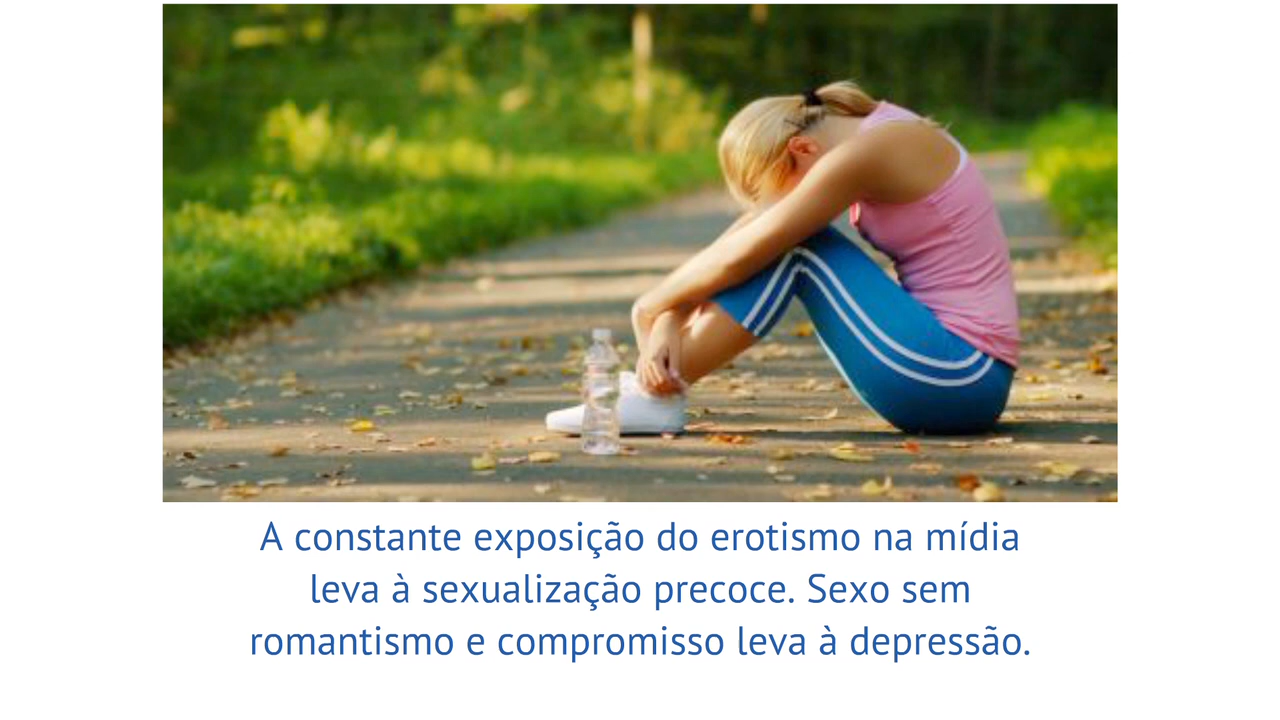 A constante exposição do erotismo na mídia
leva à sexualização precoce. Sexo sem
romantismo e compromisso leva à depressão.